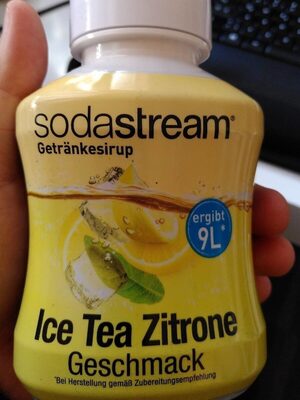 sodastream®
Getränkesirup
ergibt
9L*
Ice Tea Zitrone
Geschmack
*Bei Herstellung gemäß Zubereitungsempfehlung